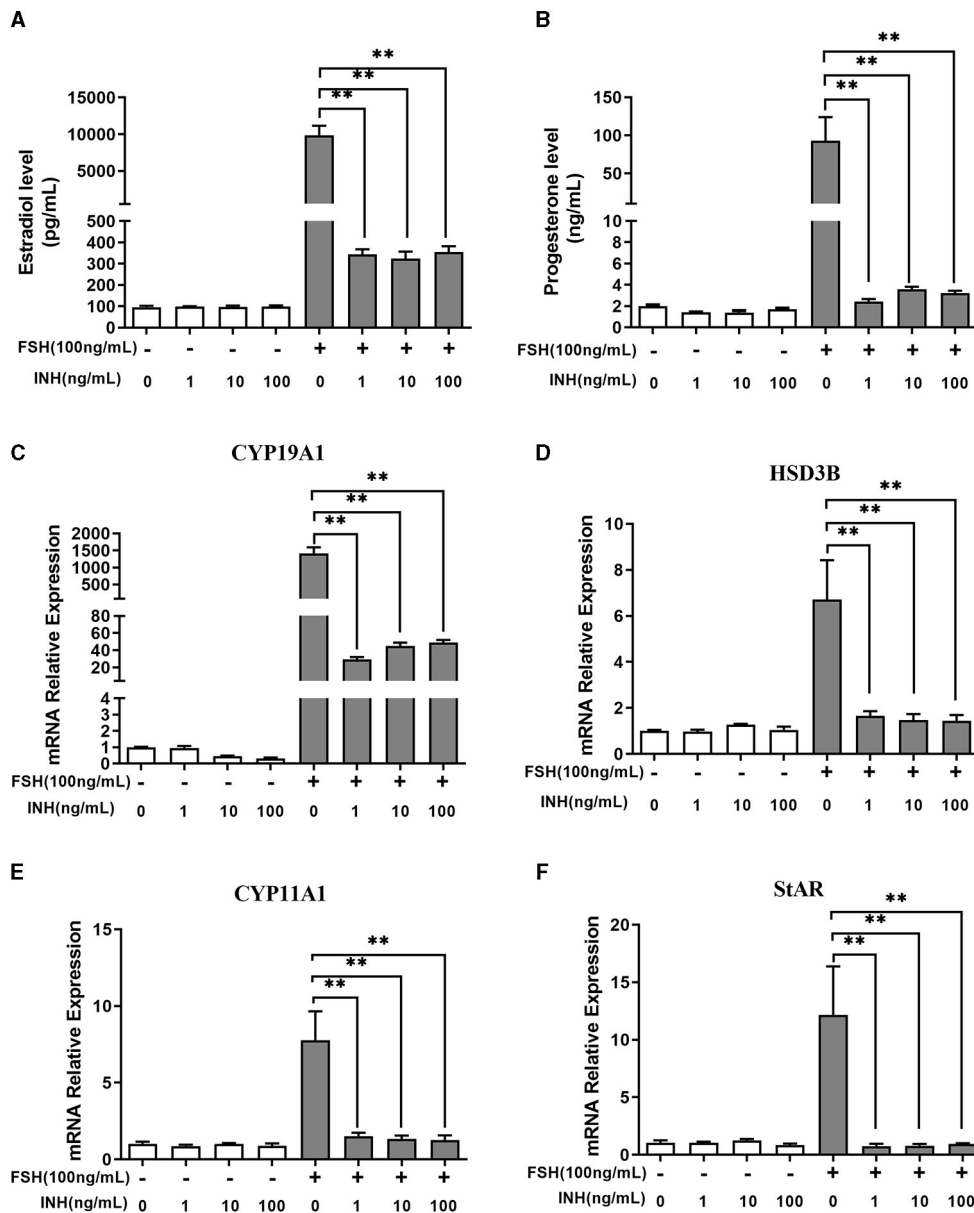 A
** 
**
**
15000
10000
5000
500
400
300
200
100
0
Estradiol level
(pg/mL)
FSH(100ng/mL) - - - - + + + +
INH(ng/mL) 0 1 10 100 0 1 10 100
B
**
**
**
150
100
50
10
8
6
4
2
0
Progesterone level
(ng/mL)
FSH(100ng/mL) - - - - + + + +
INH(ng/mL) 0 1 10 100 0 1 10 100
C
CYP19A1
**
**
**
2000
1500
1000
500
80
60
40
20
4
3
2
1
0
mRNA Relative Expression
FSH(100ng/mL) - - - - + + + +
INH(ng/mL) 0 1 10 100 0 1 10 100
D
HSD3B
**
**
**
10
8
6
4
2
0
mRNA Relative Expression
FSH(100ng/mL) - - - - + + + +
INH(ng/mL) 0 1 10 100 0 1 10 100
E
CYP11A1
**
**
**
15
10
5
0
mRNA Relative Expression
FSH(100ng/mL) - - - - + + + +
INH(ng/mL) 0 1 10 100 0 1 10 100
F
StAR
**
**
**
20
15
10
5
0
mRNA Relative Expression
FSH(100ng/mL) - - - - + + + +
INH(ng/mL) 0 1 10 100 0 1 10 100